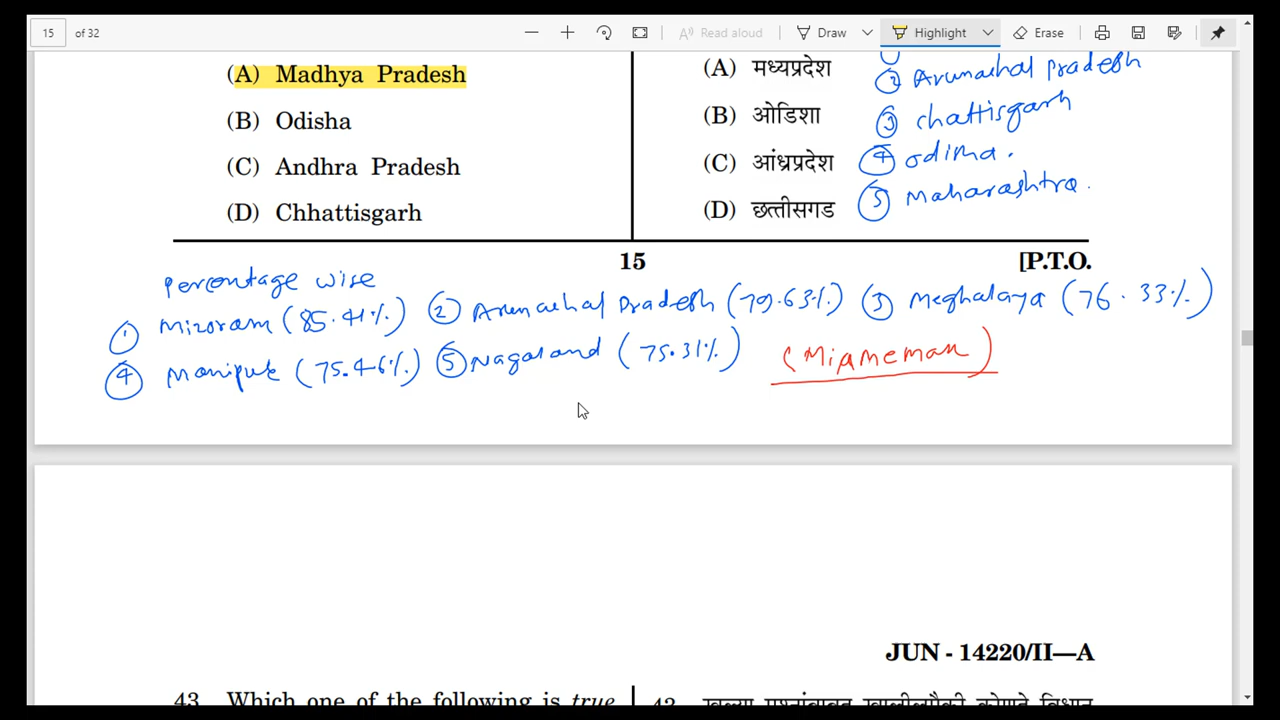 15 of 32
Read aloud
Draw
Highlight
Erase
(A) Madhya Pradesh
(B) Odisha
(C) Andhra Pradesh
(D) Chhattisgarh
(A) मध्यप्रदेश
(B) ओडिशा
(C) आंध्रप्रदेश
(D) छत्तीसगड
② Arunachal pradesh
③ chattisgarh
④ odisha.
⑤ Maharashtra.
15
[P.T.O.
percentage wise
① Mizoram (85.41%) ② Arunachal Pradesh (79.63%) ③ Meghalaya (76.33%)
④ Manipur (75.46%) ⑤ Nagaland (75.31%) (MiAMeMaN)
JUN - 14220/II—A
43. Which one of the following is true